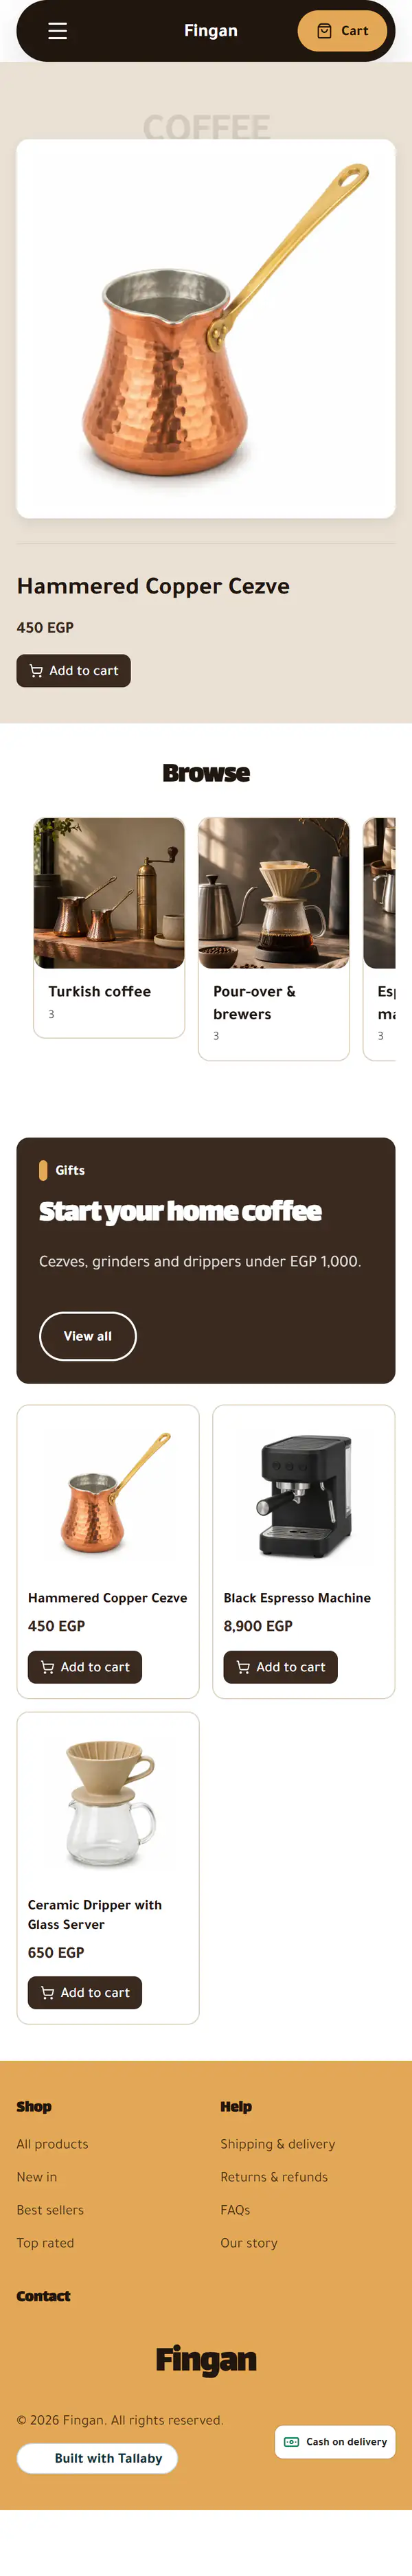 Fingan
Cart
COFFEE
Hammered Copper Cezve
450 EGP
Add to cart
Browse
Turkish coffee
3
Pour-over &
brewers
3
Esp
ma
3
Gifts
Start your home coffee
Cezves, grinders and drippers under EGP 1,000.
View all
Hammered Copper Cezve
450 EGP
Add to cart
Black Espresso Machine
8,900 EGP
Add to cart
Ceramic Dripper with
Glass Server
650 EGP
Add to cart
Shop
All products
New in
Best sellers
Top rated
Help
Shipping & delivery
Returns & refunds
FAQs
Our story
Contact
Fingan
© 2026 Fingan. All rights reserved.
Built with Tallaby
Cash on delivery